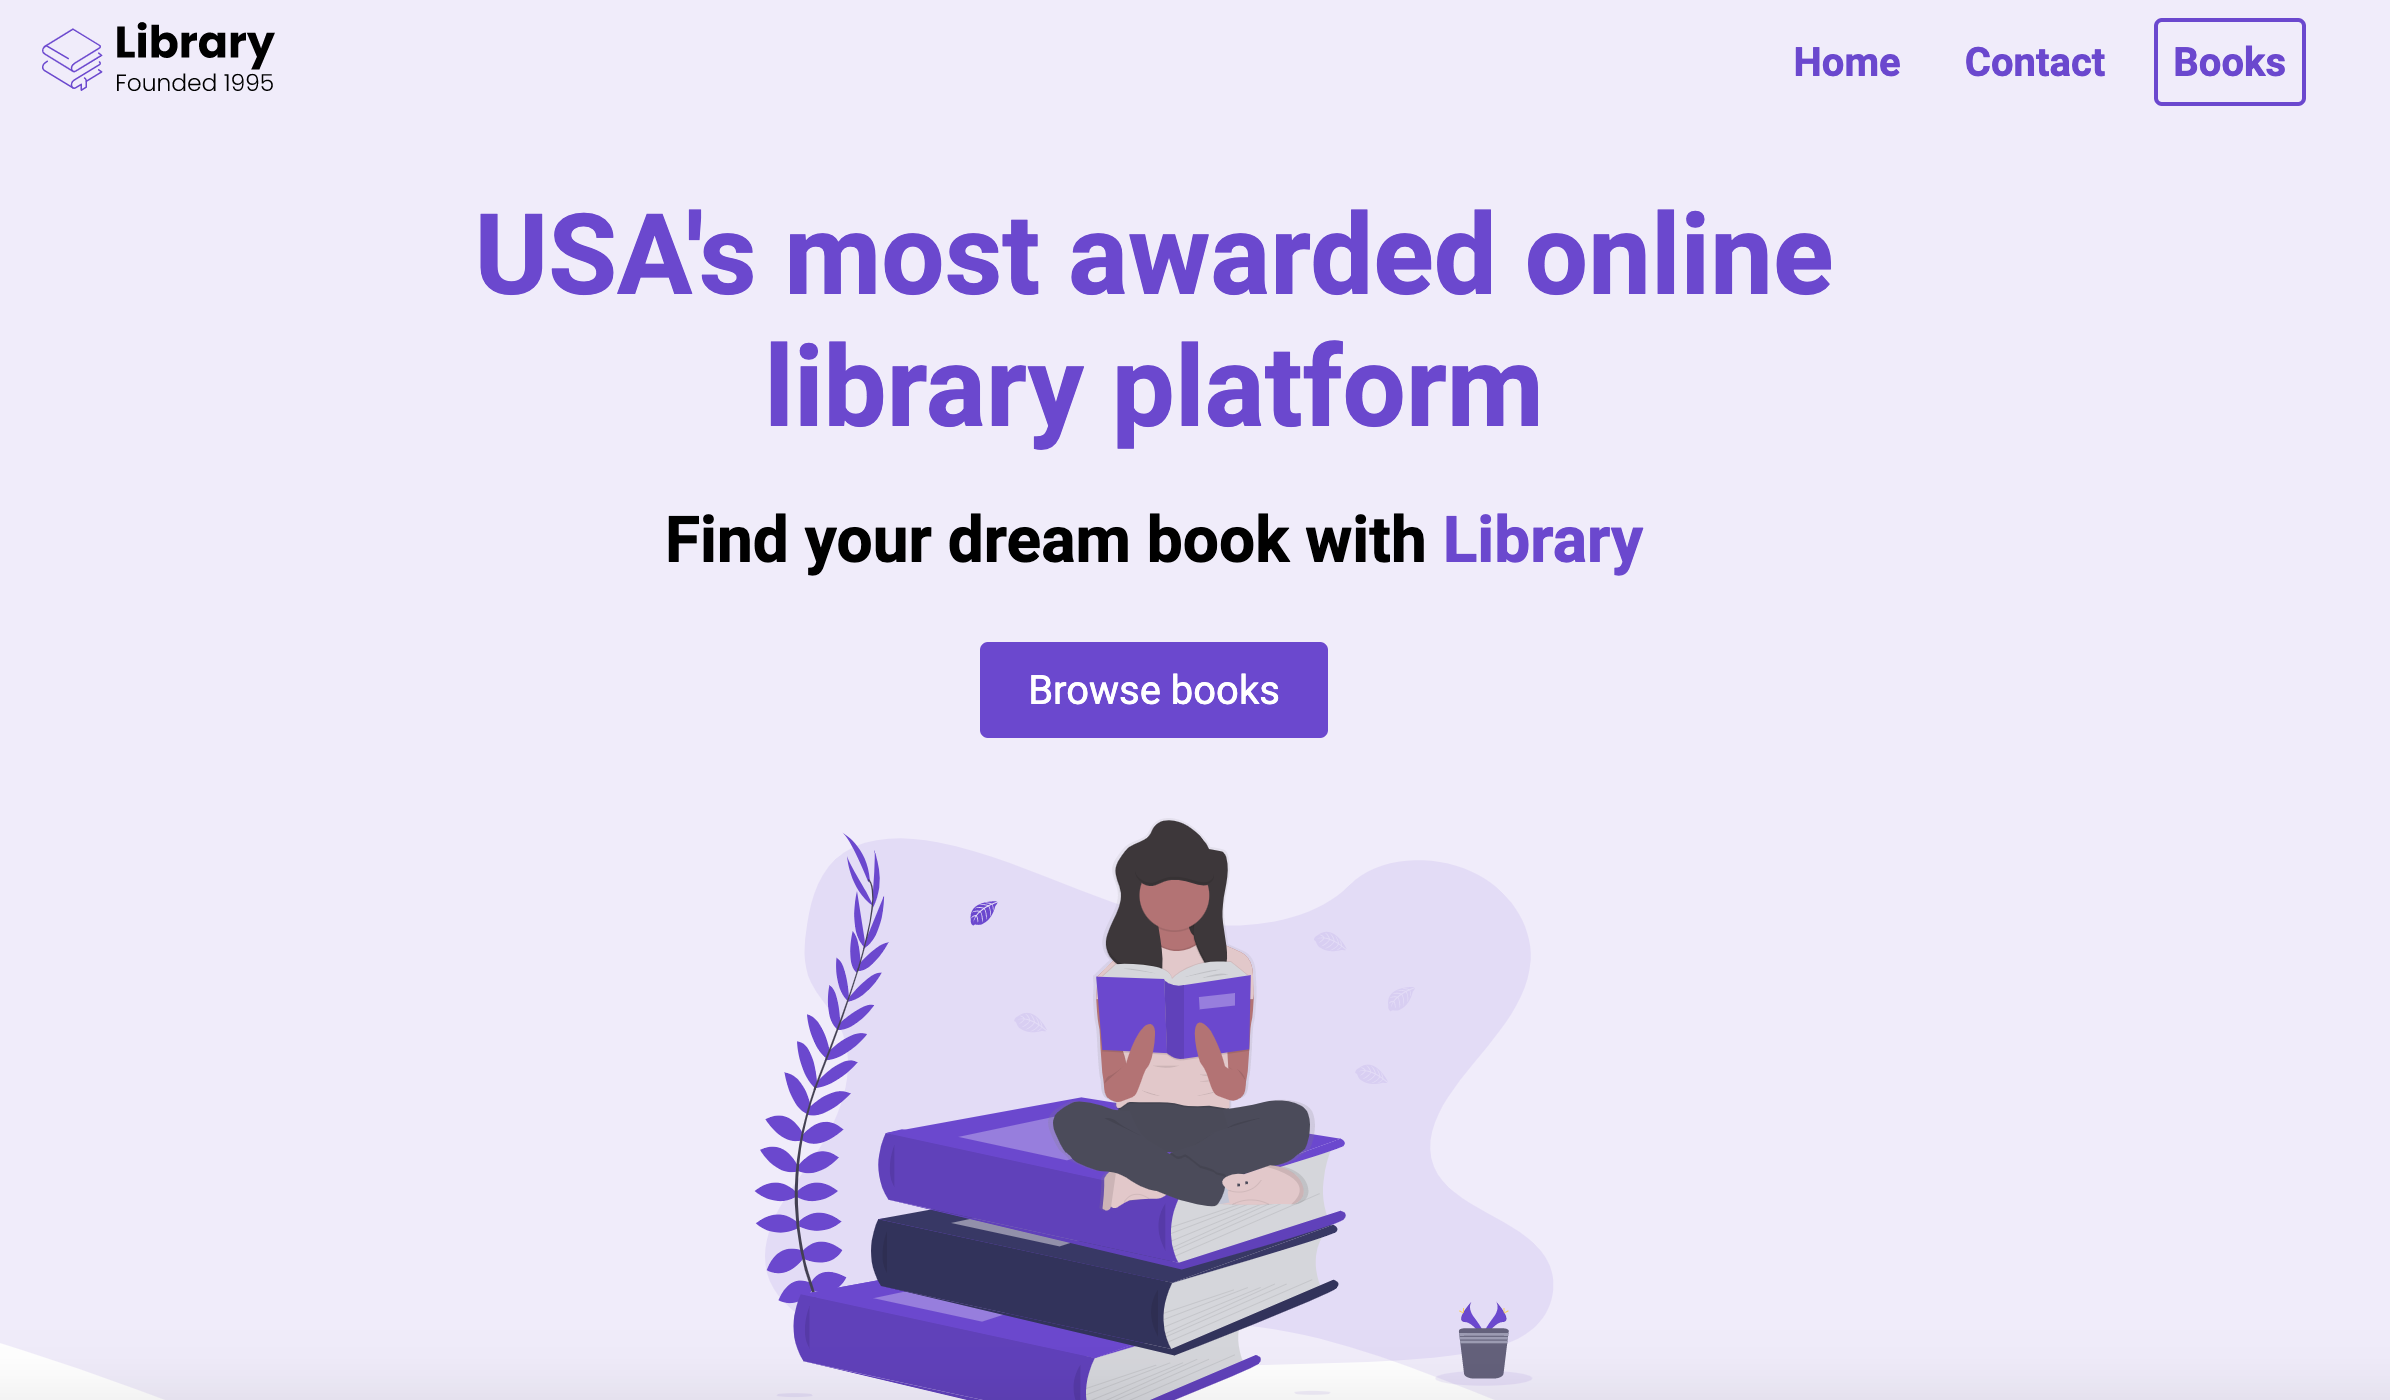 Library
Founded 1995
Home
Contact
Books
USA's most awarded online
library platform
Find your dream book with Library
Browse books